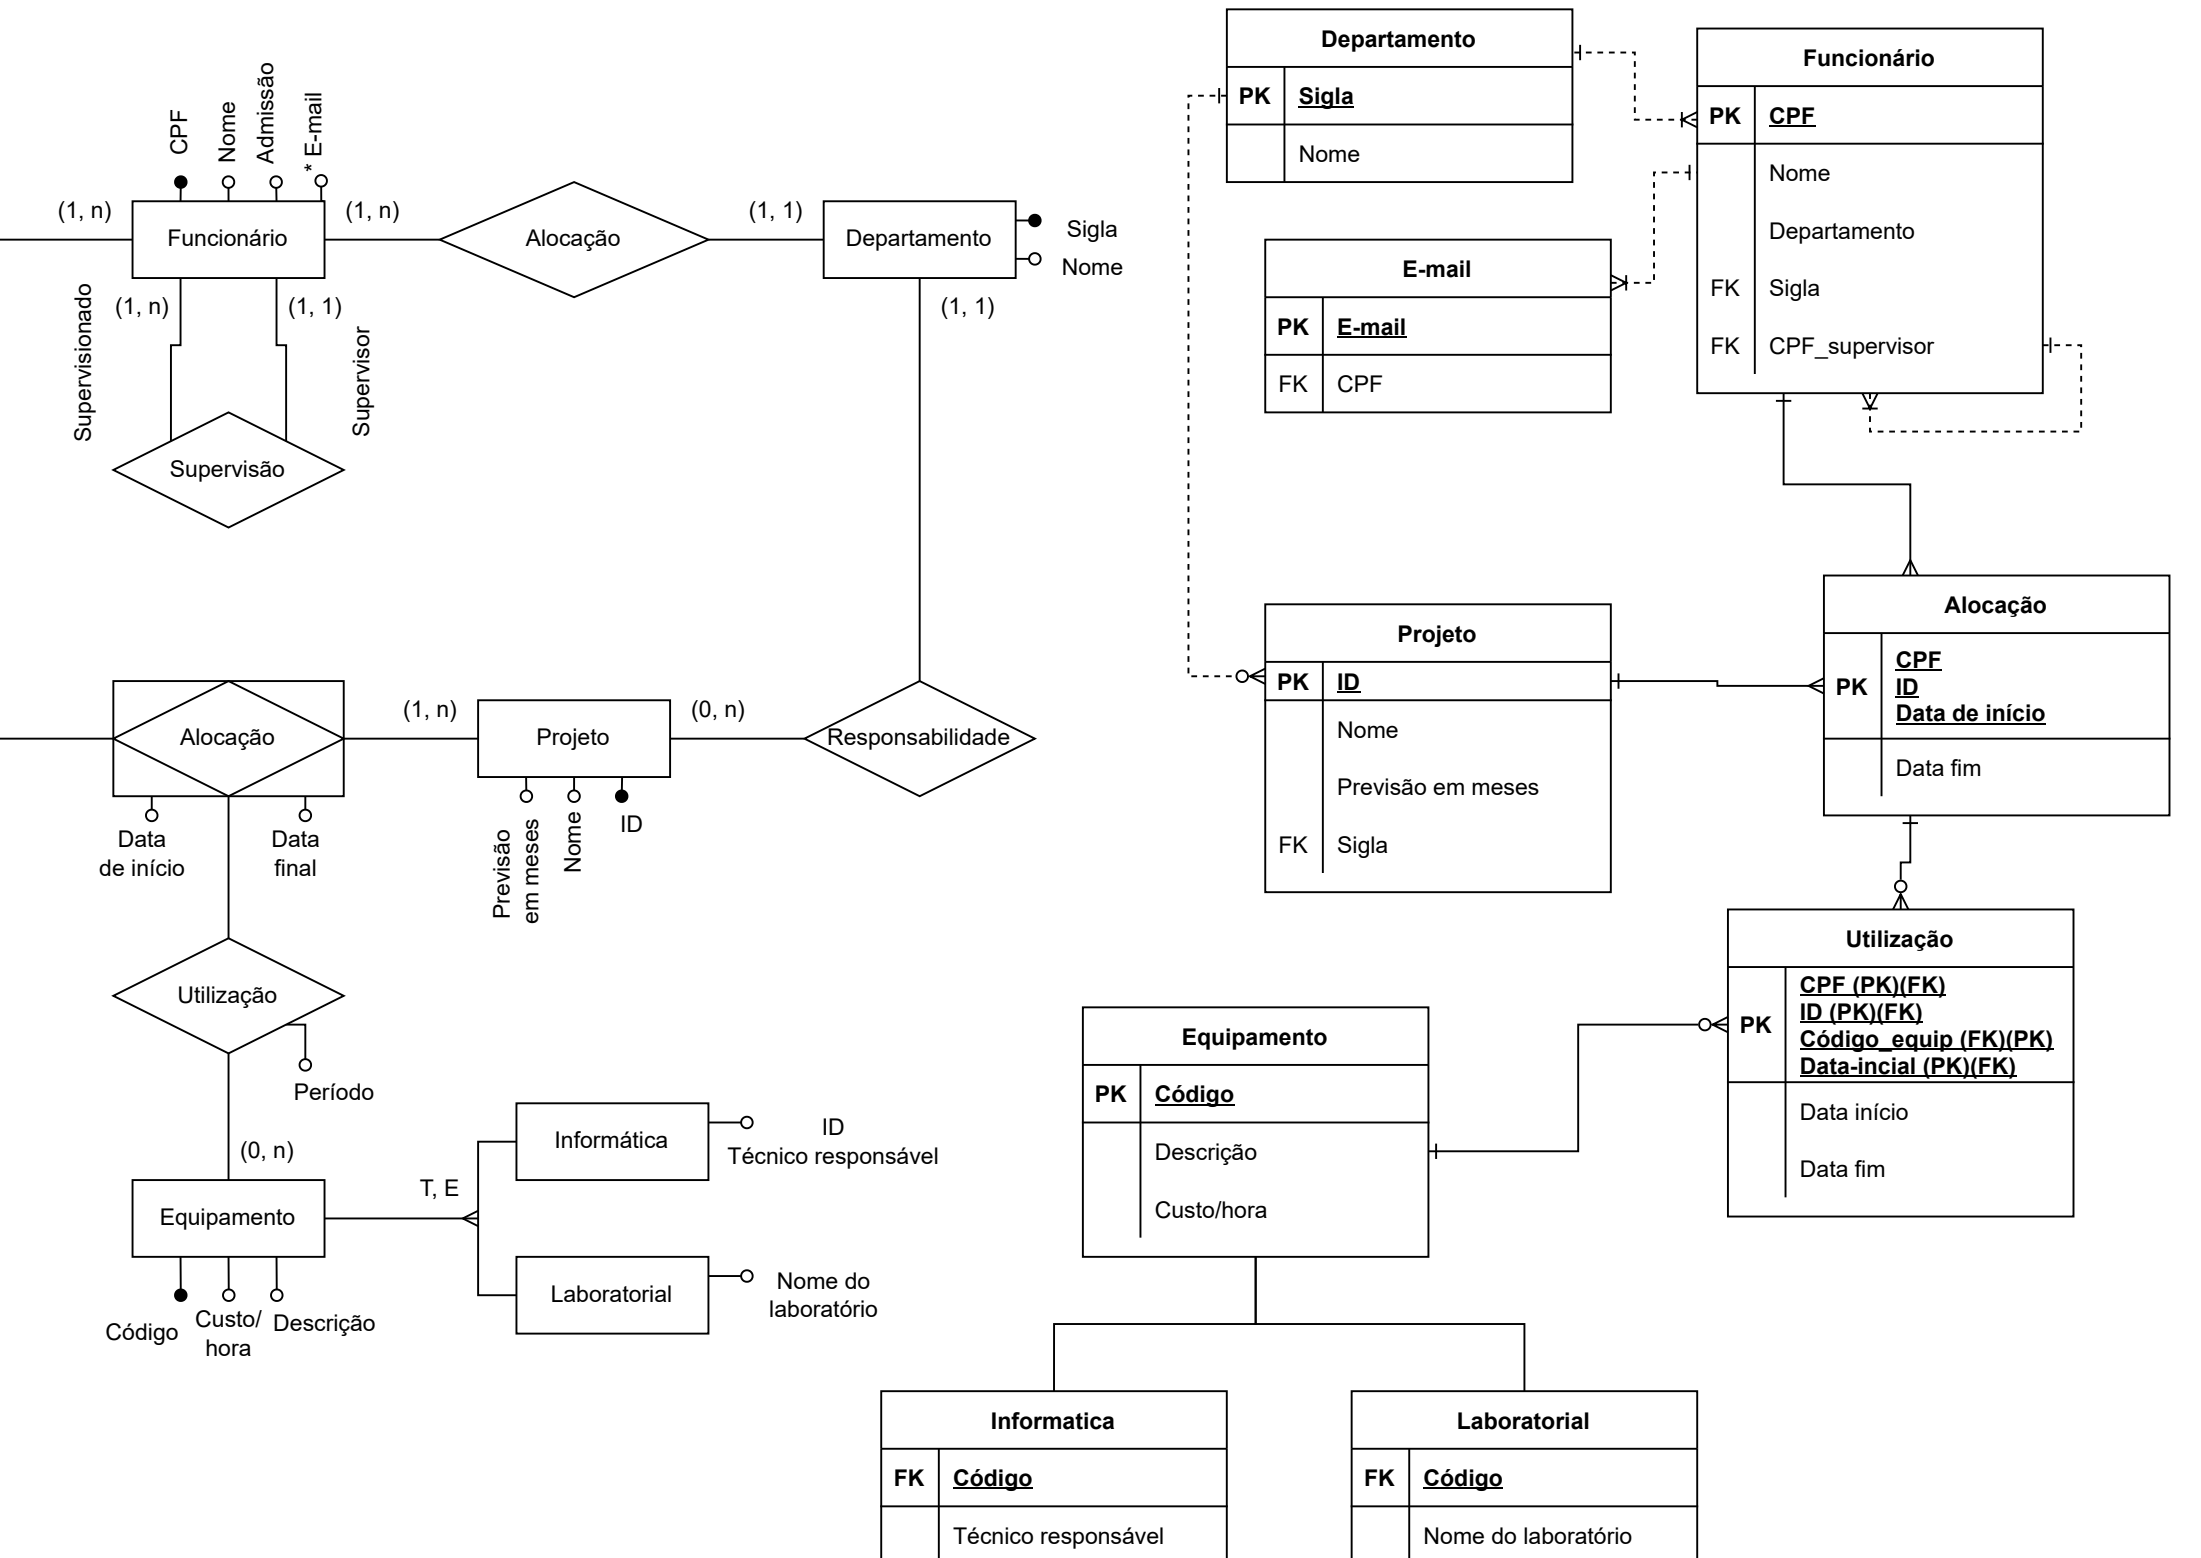 CPF
Nome
Admissão
* E-mail
(1, n)
Funcionário
(1, n)
Alocação
(1, 1)
Departamento
Sigla
Nome
Supervisionado
(1, n)
(1, 1)
Supervisor
(1, 1)
Supervisão
Alocação
(1, n)
Projeto
(0, n)
Responsabilidade
Data
de início
Data
final
Previsão
em meses
Nome
ID
Utilização
Período
(0, n)
Equipamento
T, E
Informática
ID
Técnico responsável
Laboratorial
Nome do
laboratório
Código
Custo/
hora
Descrição
Departamento
PK Sigla
Nome
Funcionário
PK CPF
Nome
Departamento
FK Sigla
FK CPF_supervisor
E-mail
PK E-mail
FK CPF
Projeto
PK ID
Nome
Previsão em meses
FK Sigla
Alocação
CPF
PK ID
Data de início
Data fim
Utilização
CPF (PK)(FK)
ID (PK)(FK)
PK Código_equip (FK)(PK)
Data-incial (PK)(FK)
Data início
Data fim
Equipamento
PK Código
Descrição
Custo/hora
Informatica
FK Código
Técnico responsável
Laboratorial
FK Código
Nome do laboratório